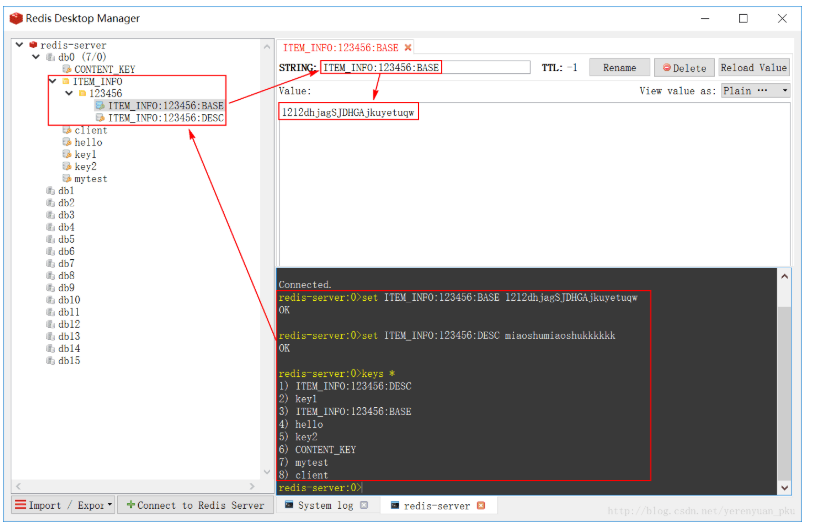 Redis Desktop Manager
redis-server
db0 (7/0)
CONTENT_KEY
ITEM_INFO
123456
ITEM_INFO:123456:BASE
ITEM_INFO:123456:DESC
client
hello
key1
key2
mytest
db1
db2
db3
db4
db5
db6
db7
db8
db9
db10
db11
db12
db13
db14
db15
Import / Expor
Connect to Redis Server
ITEM_INFO:123456:BASE
STRING: ITEM_INFO:123456:BASE TTL: -1 Rename Delete Reload Value
Value: View value as: Plain ···
1212dhjagSJDHGAjkuyetuqw
Connected.
redis-server:0>set ITEM_INFO:123456:BASE 1212dhjagSJDHGAjkuyetuqw
OK
redis-server:0>set ITEM_INFO:123456:DESC miaoshumiaoshukkkkkk
OK
redis-server:0>keys *
1) ITEM_INFO:123456:DESC
2) key1
3) ITEM_INFO:123456:BASE
4) hello
5) key2
6) CONTENT_KEY
7) mytest
8) client
redis-server:0>
System log redis-server
http://blog.csdn.net/yerenyuan_pku